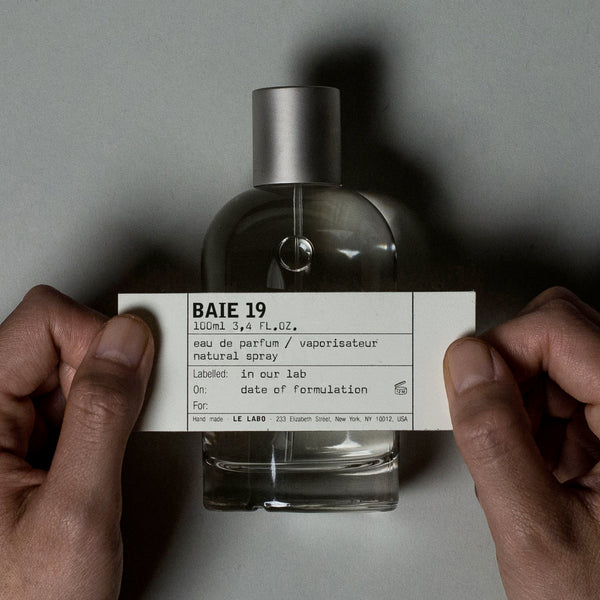 BAIE 19
100ml 3,4 FL.OZ.
eau de parfum / vaporisateur
natural spray
Labelled: in our lab
On: date of formulation
For:
Hand made - LE LABO - 233 Elizabeth Street, New York, NY 10012, USA